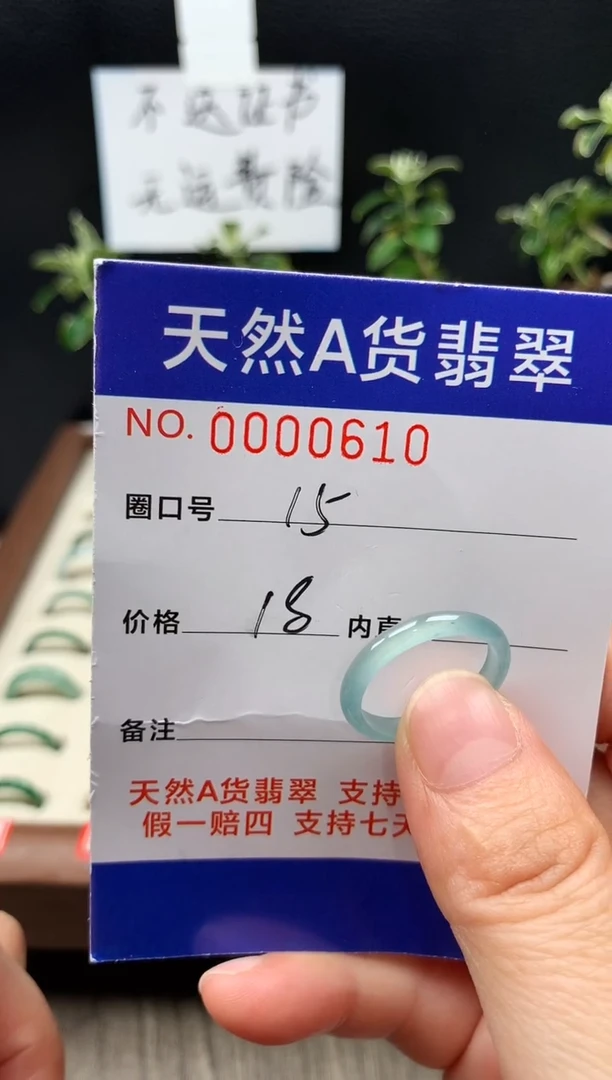 不送证书
无运费险
天然A货翡翠
NO. 0000610
圈口号 15
价格 18 内直
备注
天然A货翡翠 支持
假一赔四 支持七天